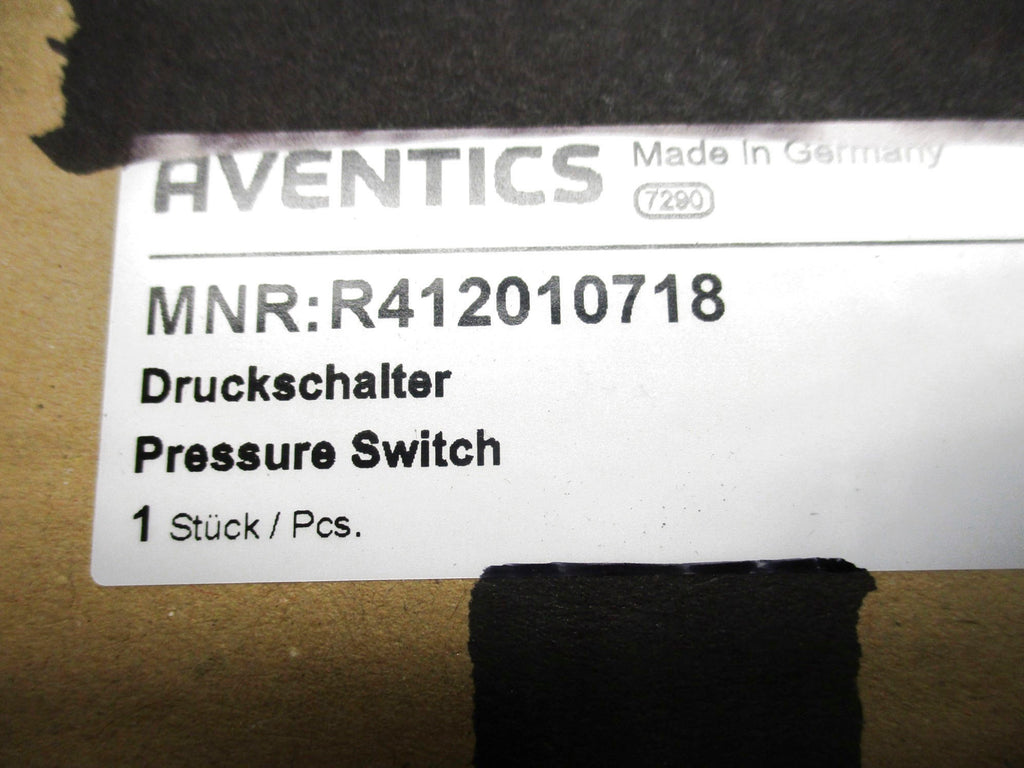 AVENTICS Made in Germany
7290
MNR:R412010718
Druckschalter
Pressure Switch
1 Stück / Pcs.